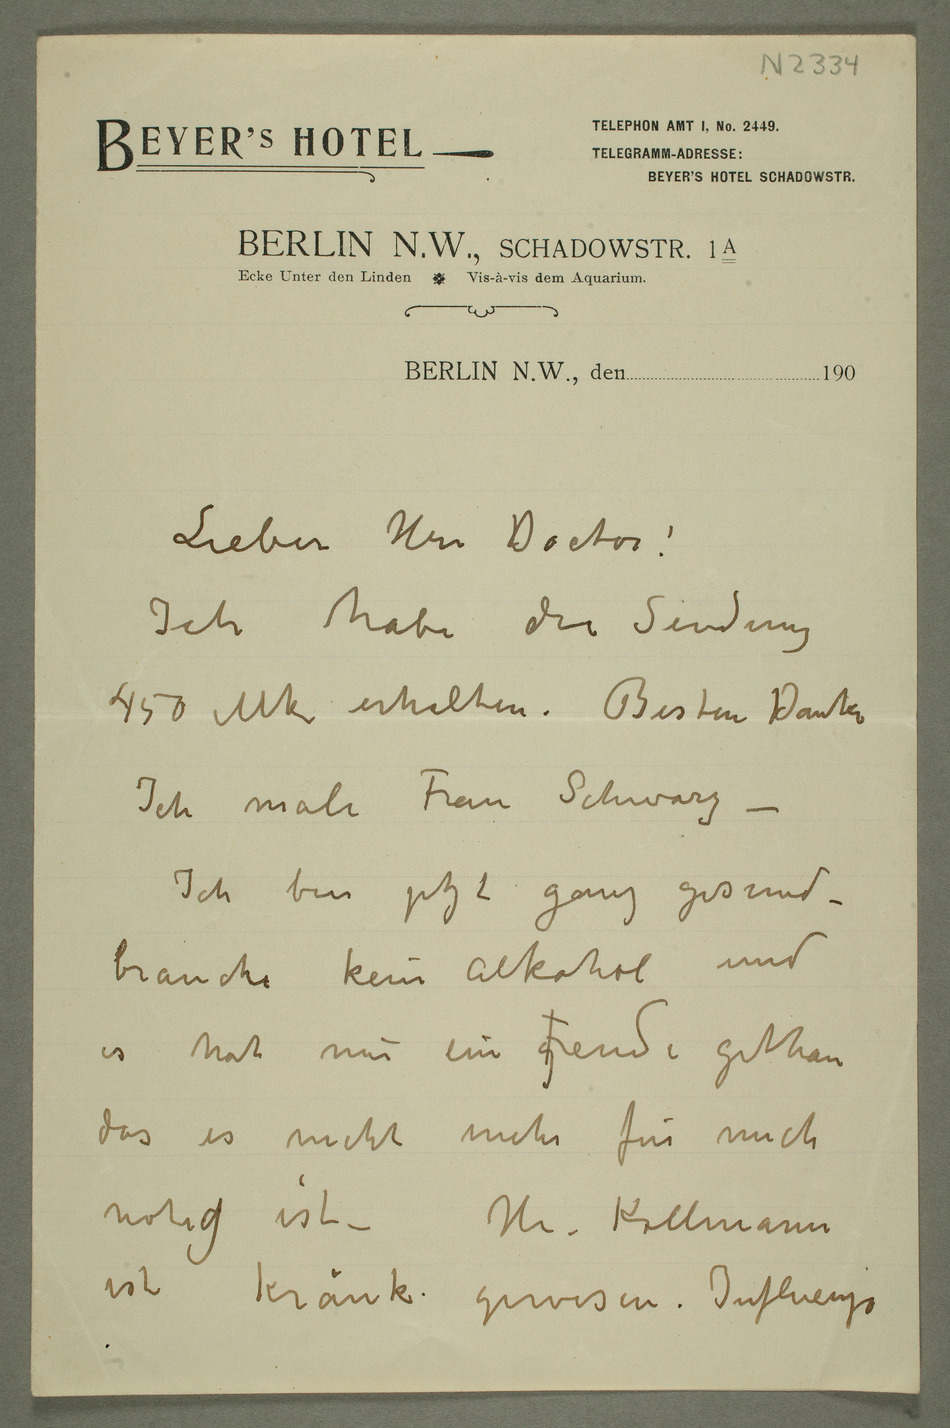 N2334
BEYER'S HOTEL
TELEPHON AMT I, No. 2449.
TELEGRAMM-ADRESSE:
BEYER'S HOTEL SCHADOWSTR.
BERLIN N.W., SCHADOWSTR. 1A
Ecke Unter den Linden Vis-à-vis dem Aquarium.
BERLIN N.W., den 190
Lieber Herr Doctor!
Ich habe die Sendung
450 Mk erhalten. Besten Dank
Ich male Frau Schwarz –
Ich bin jetzt ganz gesund –
brauche kein Alkohol und
es hat mir ein Freude gethan
das es nicht mehr für mich
notig ist – Hr. Kollmann
ist krank gewesen. Influenza